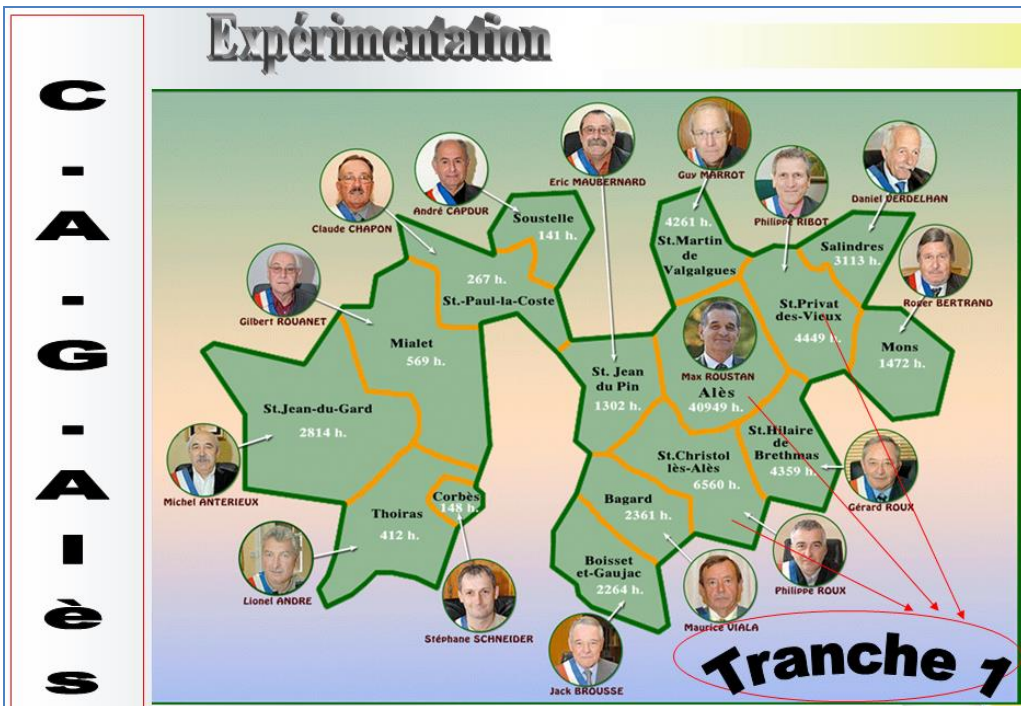 Expérimentation
C
-
A
-
G
-
A
l
è
s
Eric MAUBERNARD
Guy MARROT
Philippe RIBOT
Daniel VERDELHAN
André CAPDUR
Claude CHAPON
Soustelle
141 h.
4261 h.
St.Martin
de
Valgalgues
Salindres
3113 h.
Roger BERTRAND
267 h.
St.-Paul-la-Coste
St.Privat
des-Vieux
4449 h.
Gilbert ROUANET
Mialet
569 h.
Mons
1472 h.
St. Jean
du Pin
1302 h.
Max ROUSTAN
Alès
40949 h.
St.Jean-du-Gard
2814 h.
St.Hilaire
de
Brethmas
4359 h.
St.Christol
lès-Alès
6560 h.
Michel ANTERIEUX
Corbès
148 h.
Bagard
2361 h.
Gérard ROUX
Thoiras
412 h.
Boisset
et-Gaujac
2264 h.
Philippe ROUX
Lionel ANDRE
Maurice VIALA
Stéphane SCHNEIDER
Jack BROUSSE
Tranche 1